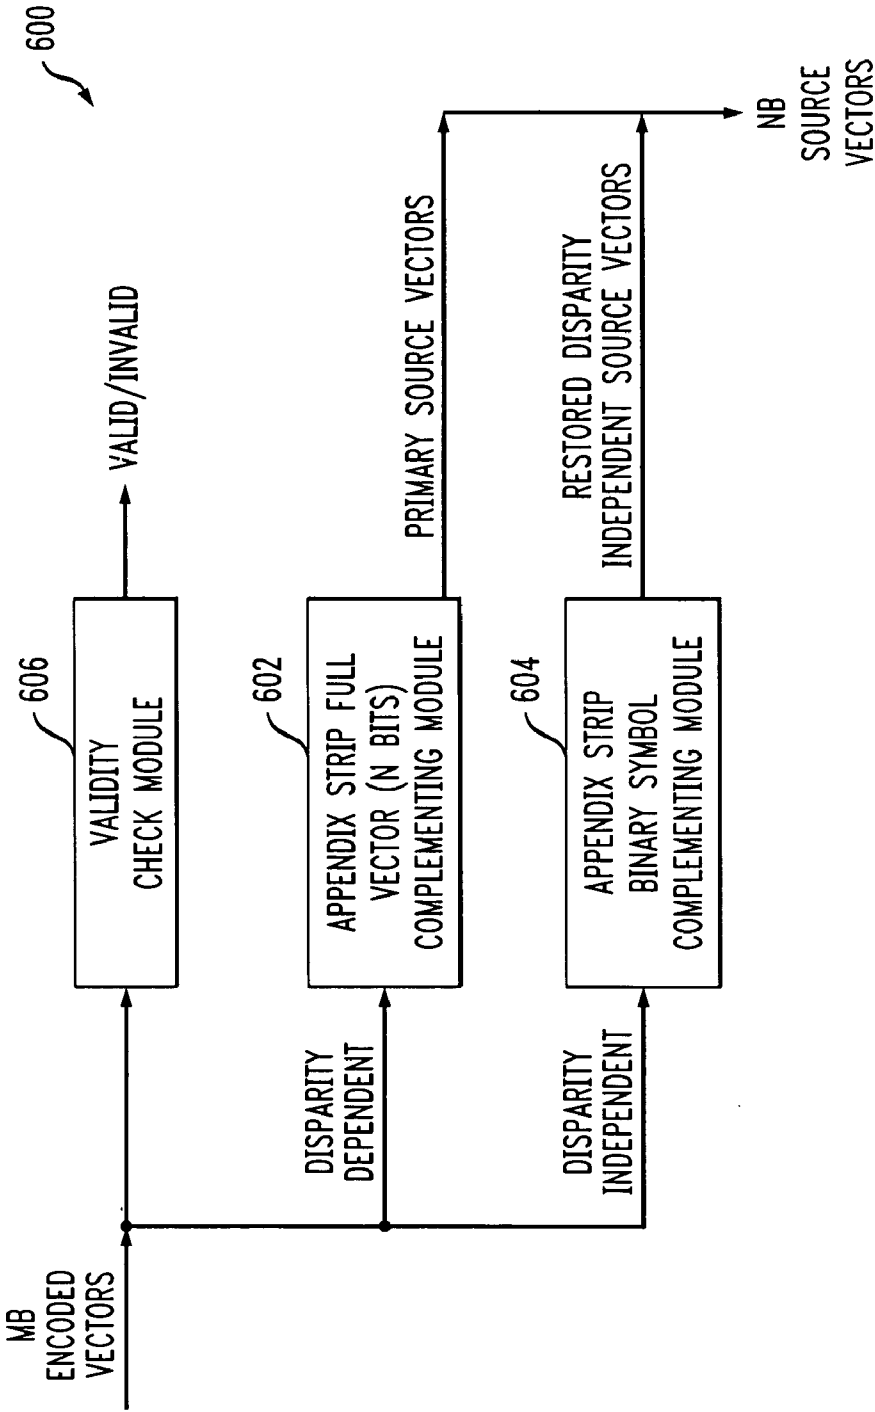 600
MB
ENCODED
VECTORS
606
VALIDITY
CHECK MODULE
VALID/INVALID
DISPARITY
DEPENDENT
602
APPENDIX STRIP FULL
VECTOR (N BITS)
COMPLEMENTING MODULE
PRIMARY SOURCE VECTORS
DISPARITY
INDEPENDENT
604
APPENDIX STRIP
BINARY SYMBOL
COMPLEMENTING MODULE
RESTORED DISPARITY
INDEPENDENT SOURCE VECTORS
NB
SOURCE
VECTORS